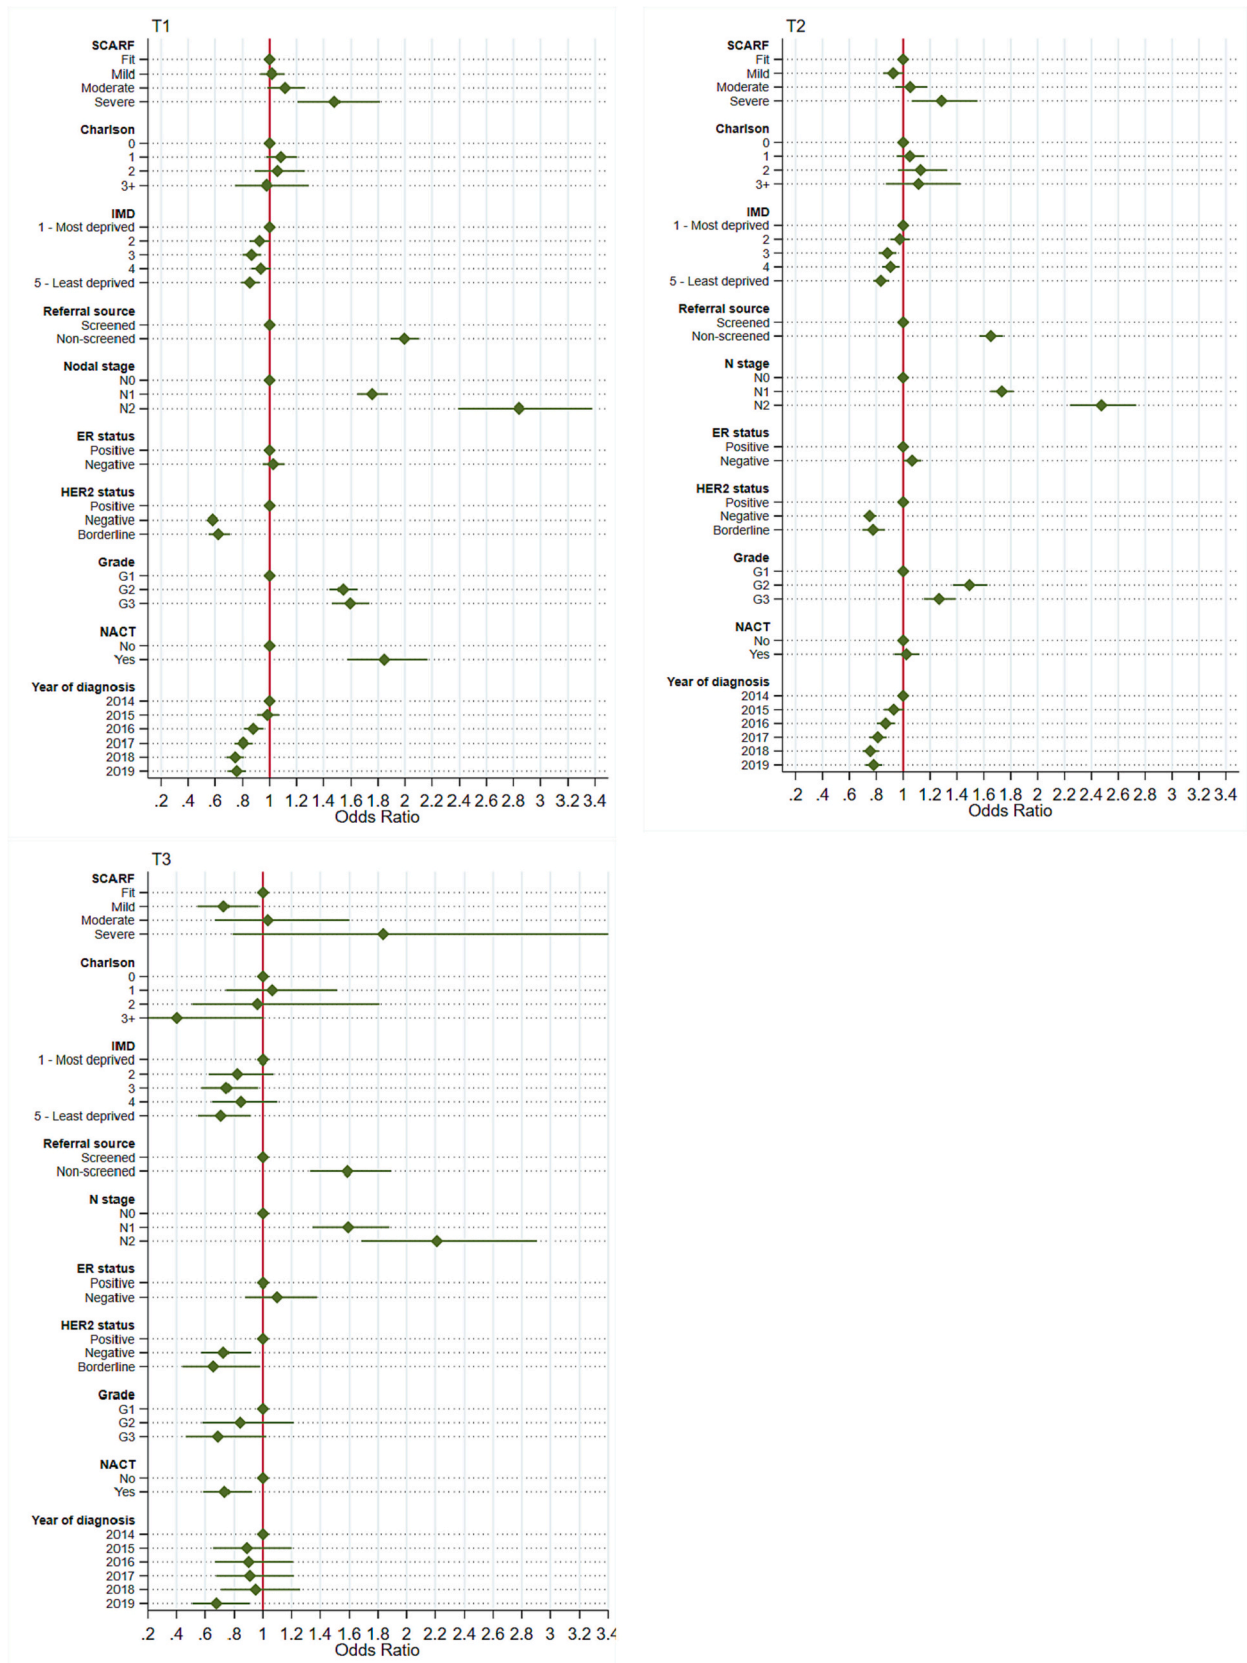 T1
SCARF
Fit
Mild
Moderate
Severe
Charlson
0
1
2
3+
IMD
1 - Most deprived
2
3
4
5 - Least deprived
Referral source
Screened
Non-screened
Nodal stage
N0
N1
N2
ER status
Positive
Negative
HER2 status
Positive
Negative
Borderline
Grade
G1
G2
G3
NACT
No
Yes
Year of diagnosis
2014
2015
2016
2017
2018
2019
.2 .4 .6 .8 1 1.2 1.4 1.6 1.8 2 2.2 2.4 2.6 2.8 3 3.2 3.4
Odds Ratio
T2
SCARF
Fit
Mild
Moderate
Severe
Charlson
0
1
2
3+
IMD
1 - Most deprived
2
3
4
5 - Least deprived
Referral source
Screened
Non-screened
N stage
N0
N1
N2
ER status
Positive
Negative
HER2 status
Positive
Negative
Borderline
Grade
G1
G2
G3
NACT
No
Yes
Year of diagnosis
2014
2015
2016
2017
2018
2019
.2 .4 .6 .8 1 1.2 1.4 1.6 1.8 2 2.2 2.4 2.6 2.8 3 3.2 3.4
Odds Ratio
T3
SCARF
Fit
Mild
Moderate
Severe
Charlson
0
1
2
3+
IMD
1 - Most deprived
2
3
4
5 - Least deprived
Referral source
Screened
Non-screened
N stage
N0
N1
N2
ER status
Positive
Negative
HER2 status
Positive
Negative
Borderline
Grade
G1
G2
G3
NACT
No
Yes
Year of diagnosis
2014
2015
2016
2017
2018
2019
.2 .4 .6 .8 1 1.2 1.4 1.6 1.8 2 2.2 2.4 2.6 2.8 3 3.2 3.4
Odds Ratio